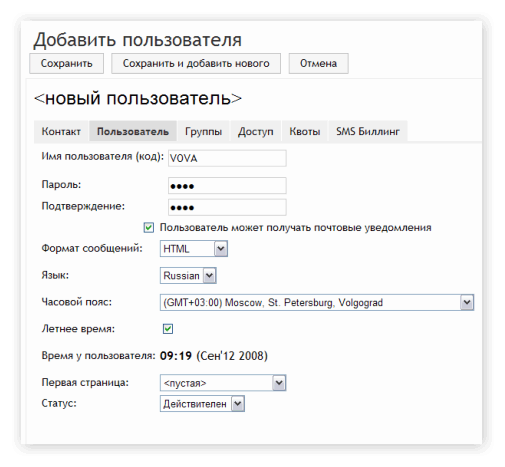 Добавить пользователя
Сохранить Сохранить и добавить нового Отмена
<новый пользователь>
Контакт Пользователь Группы Доступ Квоты SMS Биллинг
Имя пользователя (код): VOVA
Пароль: ••••
Подтверждение: ••••
Пользователь может получать почтовые уведомления
Формат сообщений: HTML
Язык: Russian
Часовой пояс: (GMT+03:00) Moscow, St. Petersburg, Volgograd
Летнее время:
Время у пользователя: 09:19 (Сен'12 2008)
Первая страница: <пустая>
Статус: Действителен